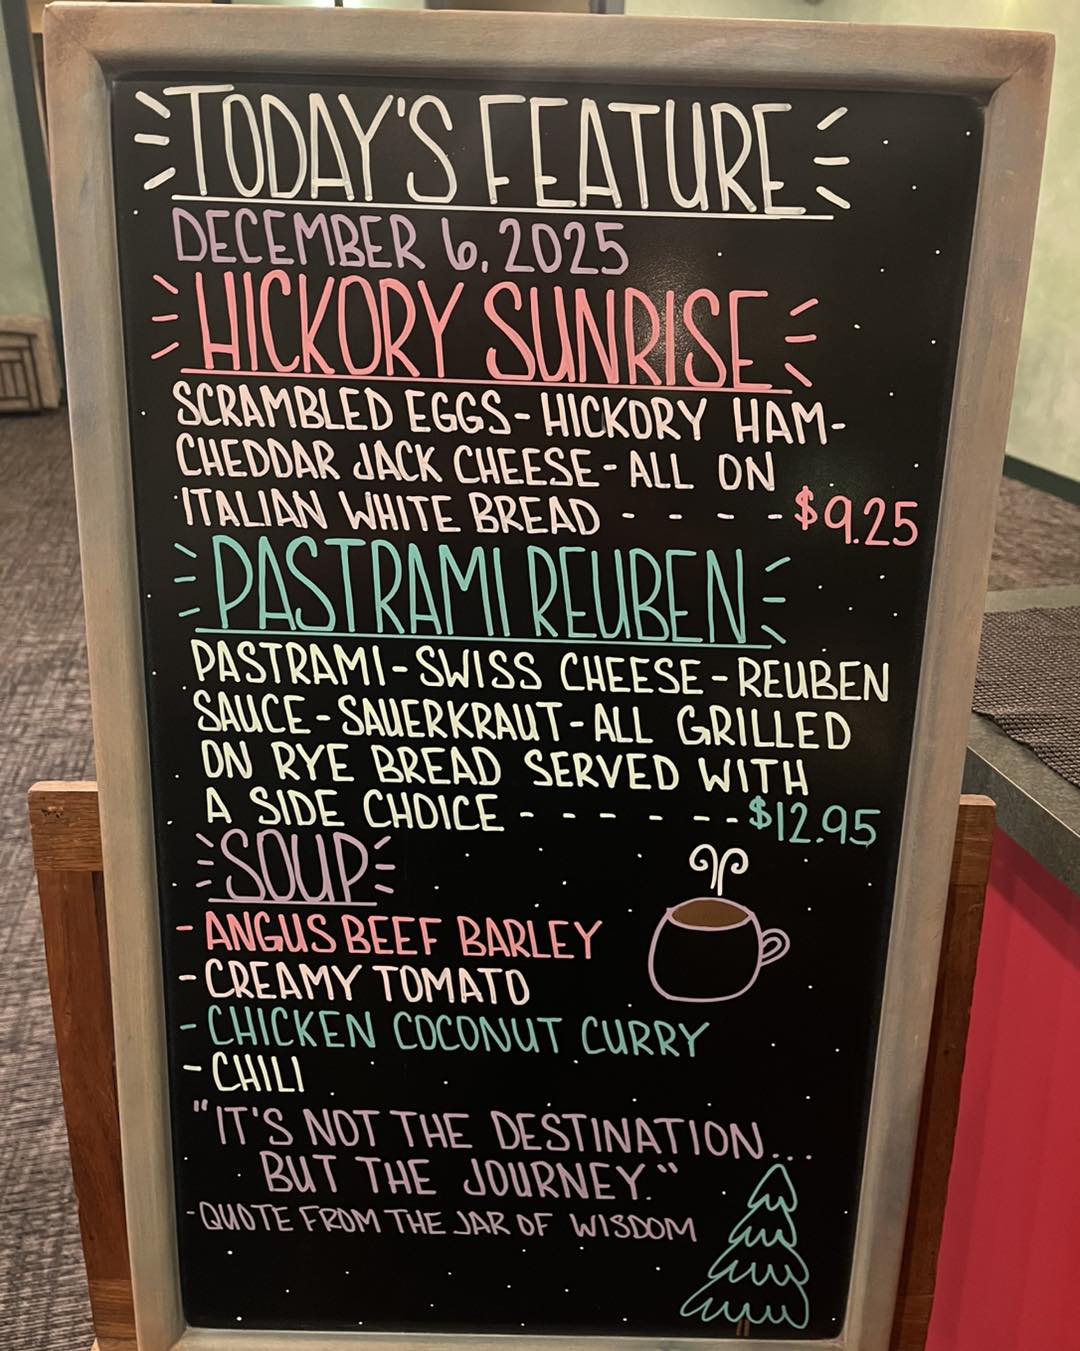 TODAY'S FEATURE
DECEMBER 6, 2025
HICKORY SUNRISE
SCRAMBLED EGGS - HICKORY HAM -
CHEDDAR JACK CHEESE - ALL ON
ITALIAN WHITE BREAD - - - - $9.25
PASTRAMI REUBEN
PASTRAMI - SWISS CHEESE - REUBEN
SAUCE - SAUERKRAUT - ALL GRILLED
ON RYE BREAD SERVED WITH
A SIDE CHOICE - - - - - - - $12.95
SOUP
- ANGUS BEEF BARLEY
- CREAMY TOMATO
- CHICKEN COCONUT CURRY
- CHILI
"IT'S NOT THE DESTINATION...
BUT THE JOURNEY."
- QUOTE FROM THE JAR OF WISDOM